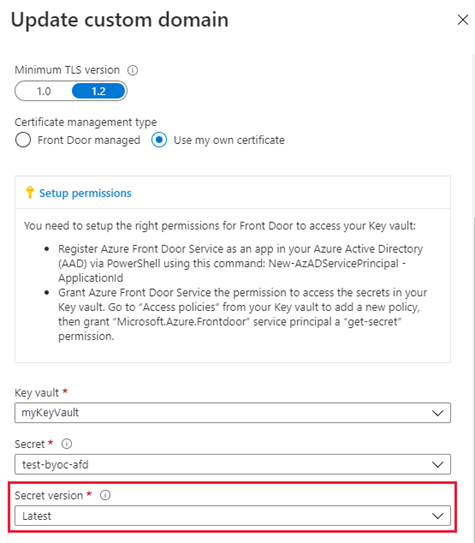 Update custom domain
Minimum TLS version
1.0 1.2
Certificate management type
Front Door managed Use my own certificate
Setup permissions
You need to setup the right permissions for Front Door to access your Key vault:
• Register Azure Front Door Service as an app in your Azure Active Directory
(AAD) via PowerShell using this command: New-AzADServicePrincipal -
ApplicationId
• Grant Azure Front Door Service the permission to access the secrets in your
Key vault. Go to “Access policies” from your Key vault to add a new policy,
then grant “Microsoft.Azure.Frontdoor” service principal a “get-secret”
permission.
Key vault *
myKeyVault
Secret *
test-byoc-afd
Secret version *
Latest